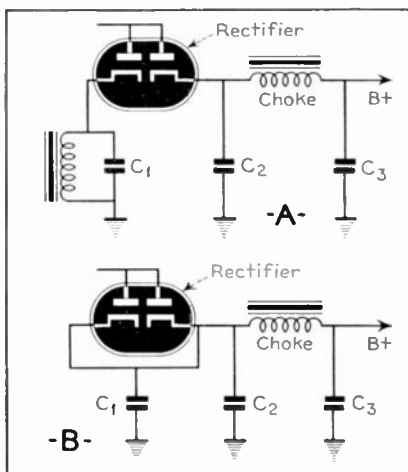 Rectifier
Choke
B+
C1
C2
C3
-A-
Rectifier
Choke
B+
C1
C2
C3
-B-